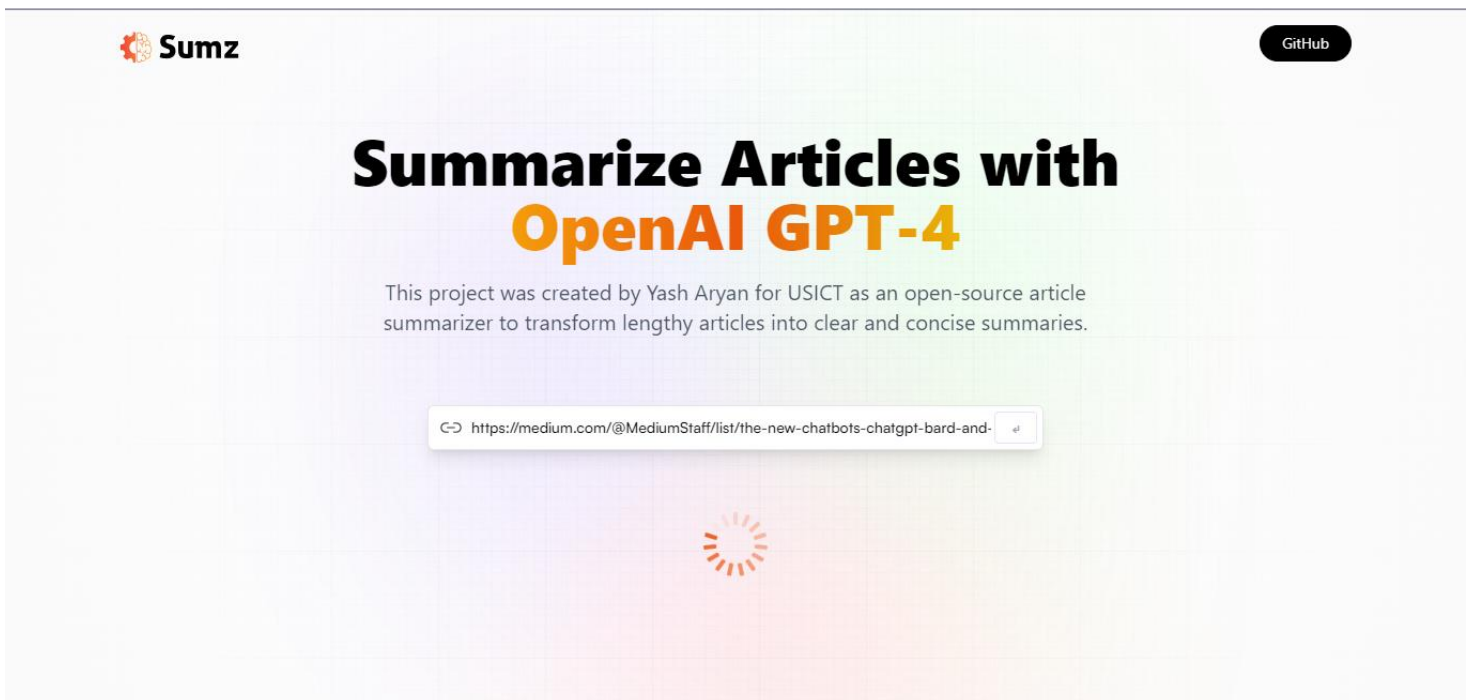 Sumz
GitHub
Summarize Articles with
OpenAI GPT-4
This project was created by Yash Aryan for USICT as an open-source article
summarizer to transform lengthy articles into clear and concise summaries.
https://medium.com/@MediumStaff/list/the-new-chatbots-chatgpt-bard-and-